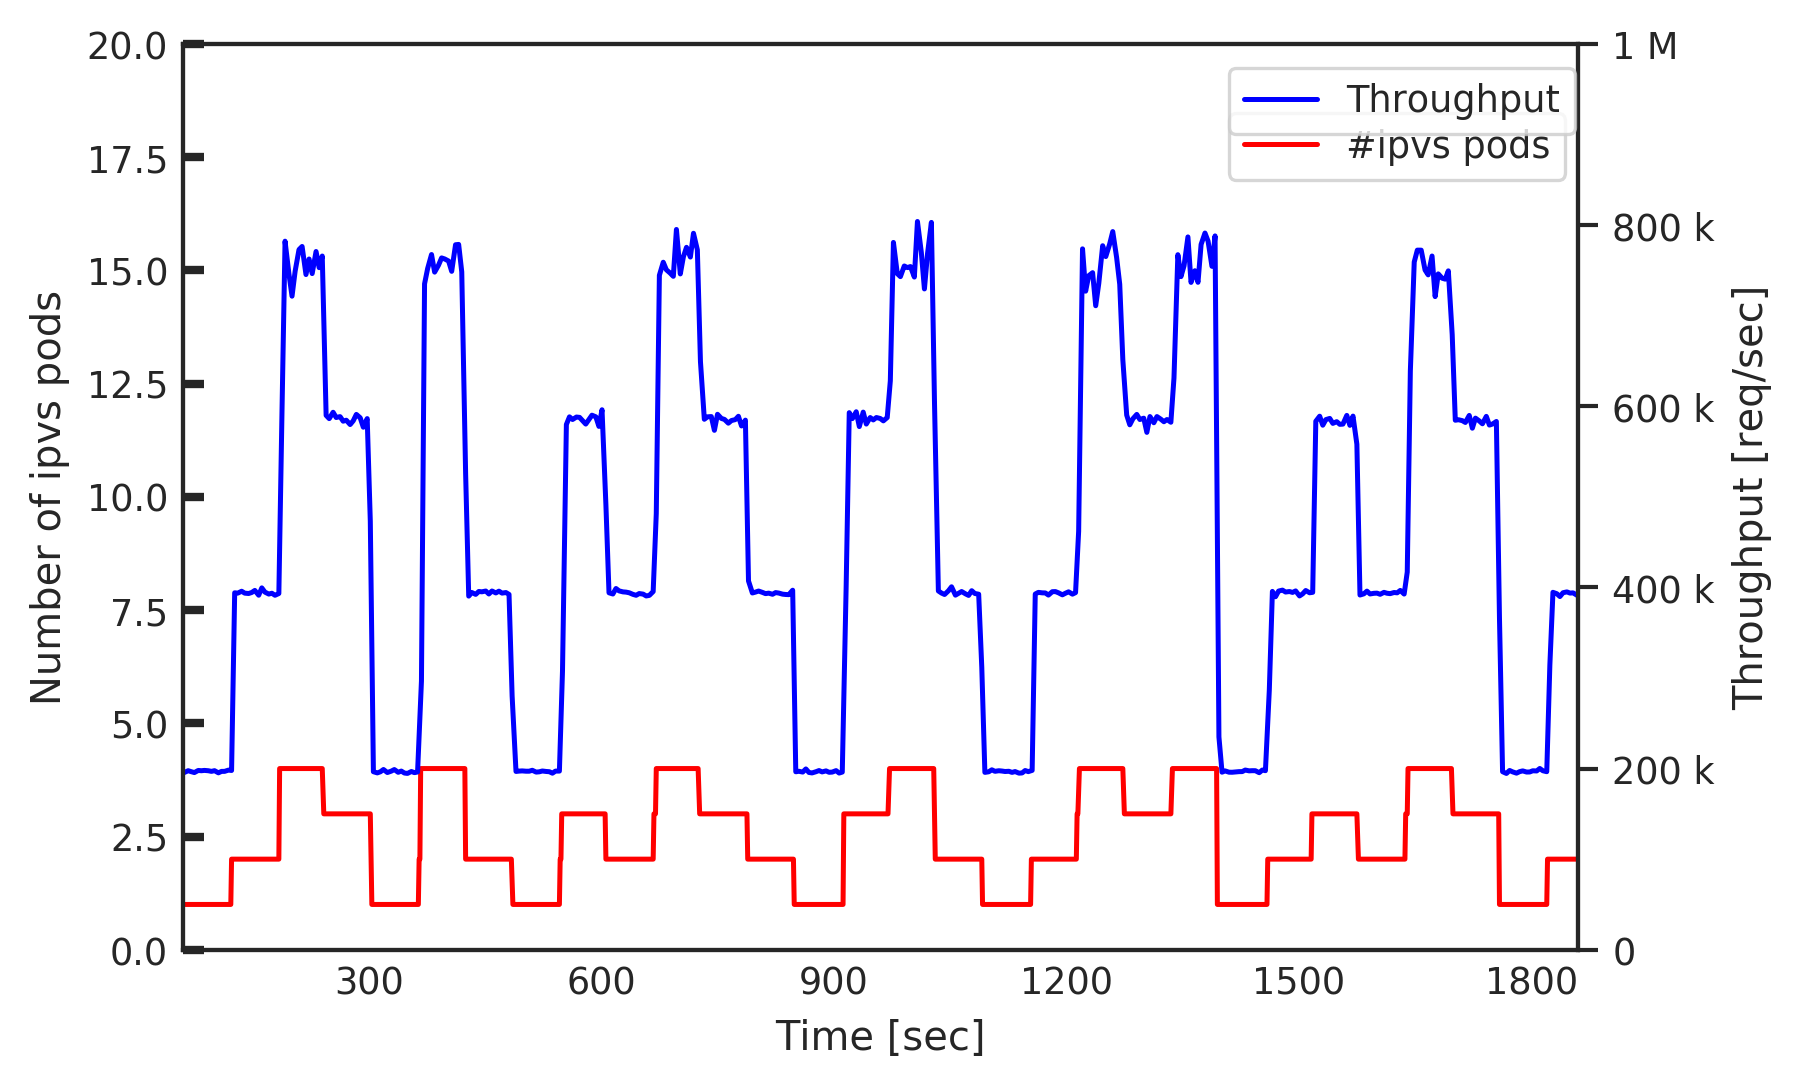 20.0
17.5
15.0
12.5
10.0
7.5
5.0
2.5
0.0
Number of ipvs pods
300 600 900 1200 1500 1800
Time [sec]
1 M
800 k
600 k
400 k
200 k
0
Throughput [req/sec]
Throughput
#ipvs pods